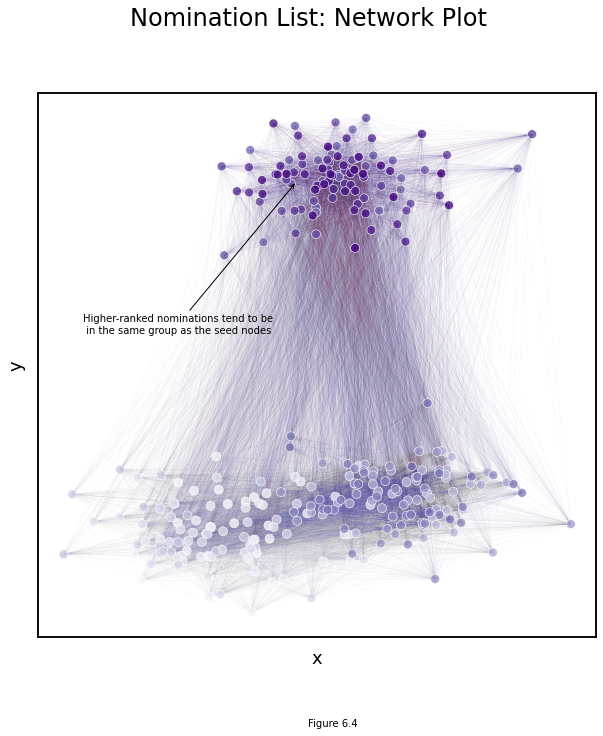 Nomination List: Network Plot
Higher-ranked nominations tend to be
in the same group as the seed nodes
y
x
Figure 6.4